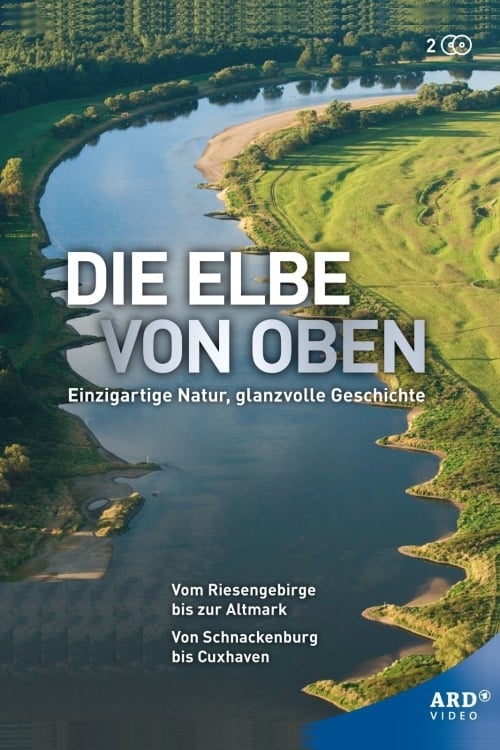 2
DIE ELBE
VON OBEN
Einzigartige Natur, glanzvolle Geschichte
Vom Riesengebirge
bis zur Altmark
Von Schnackenburg
bis Cuxhaven
ARD
VIDEO